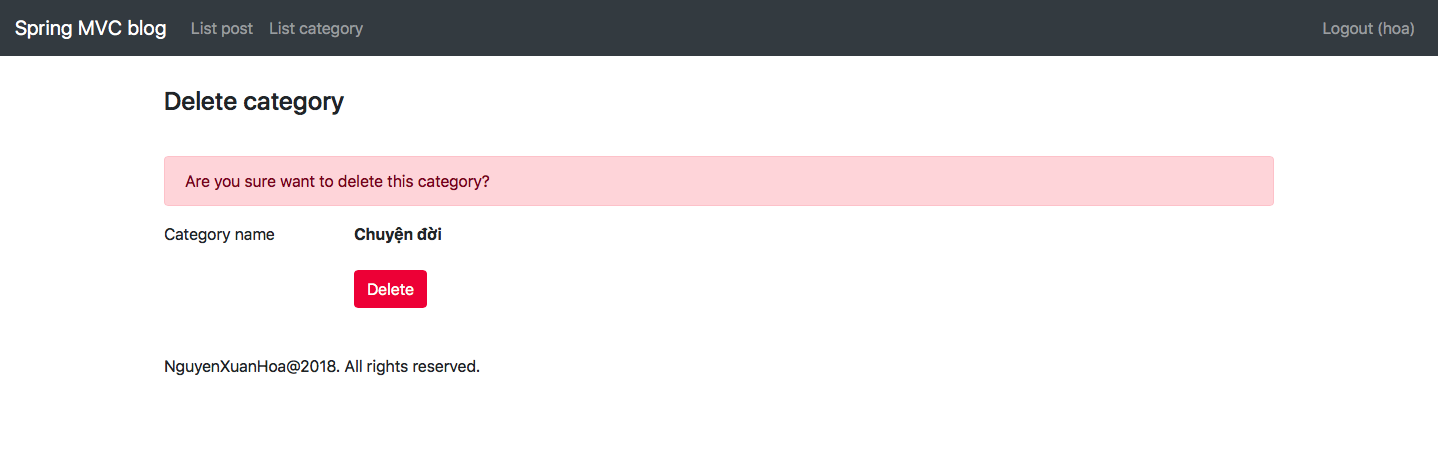 Spring MVC blog List post List category Logout (hoa)
Delete category
Are you sure want to delete this category?
Category name Chuyện đời
Delete
NguyenXuanHoa@2018. All rights reserved.